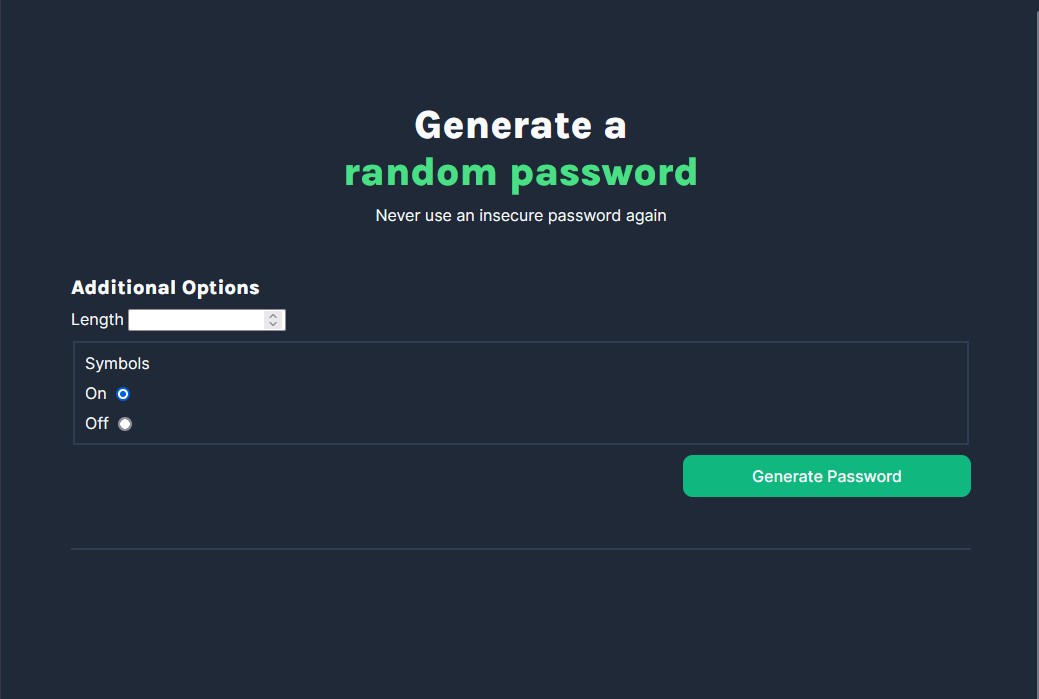 Generate a
random password
Never use an insecure password again
Additional Options
Length
Symbols
On
Off
Generate Password